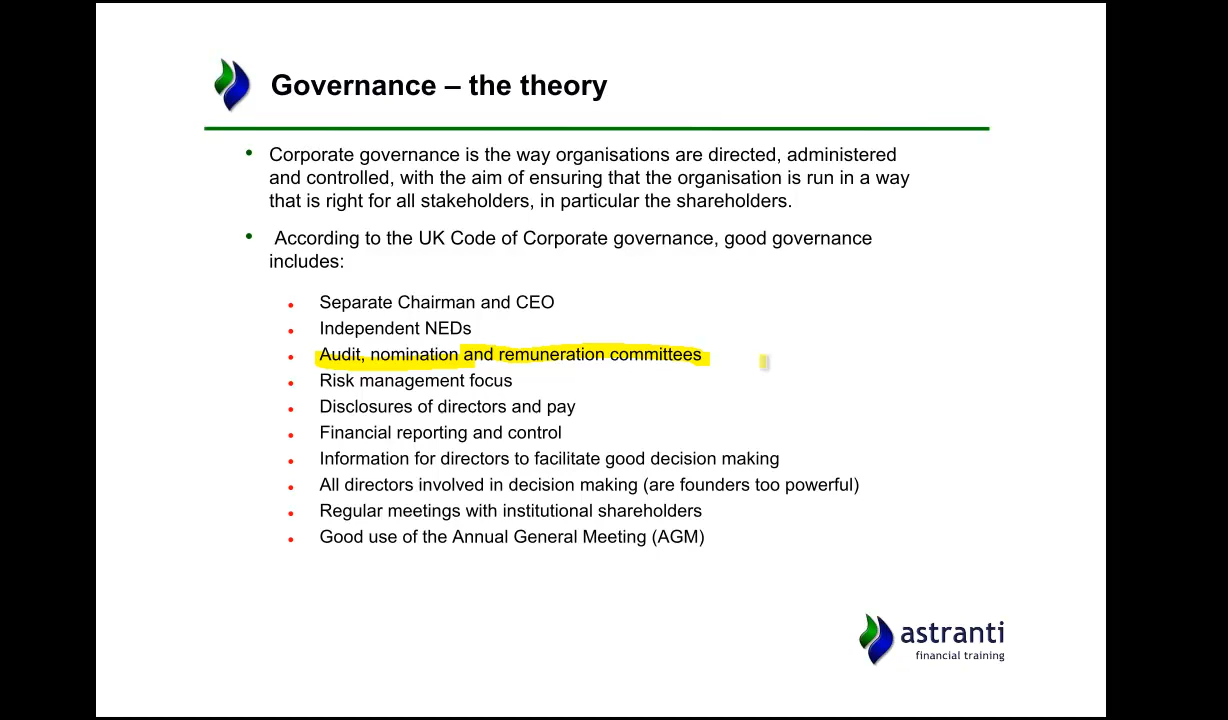 Governance – the theory
• Corporate governance is the way organisations are directed, administered
and controlled, with the aim of ensuring that the organisation is run in a way
that is right for all stakeholders, in particular the shareholders.
• According to the UK Code of Corporate governance, good governance
includes:
• Separate Chairman and CEO
• Independent NEDs
• Audit, nomination and remuneration committees
• Risk management focus
• Disclosures of directors and pay
• Financial reporting and control
• Information for directors to facilitate good decision making
• All directors involved in decision making (are founders too powerful)
• Regular meetings with institutional shareholders
• Good use of the Annual General Meeting (AGM)
astranti
financial training